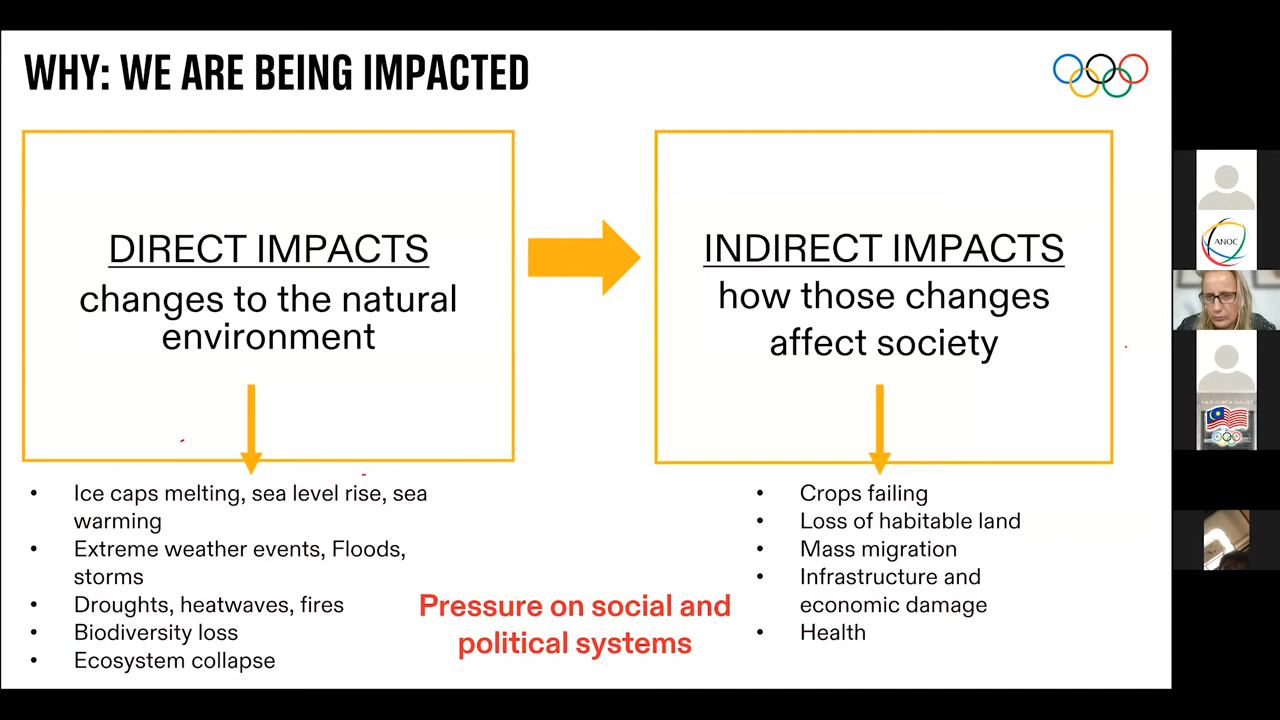 WHY: WE ARE BEING IMPACTED
DIRECT IMPACTS
changes to the natural
environment
INDIRECT IMPACTS
how those changes
affect society
• Ice caps melting, sea level rise, sea
warming
• Extreme weather events, Floods,
storms
• Droughts, heatwaves, fires
• Biodiversity loss
• Ecosystem collapse
Pressure on social and
political systems
• Crops failing
• Loss of habitable land
• Mass migration
• Infrastructure and
economic damage
• Health
ANOC